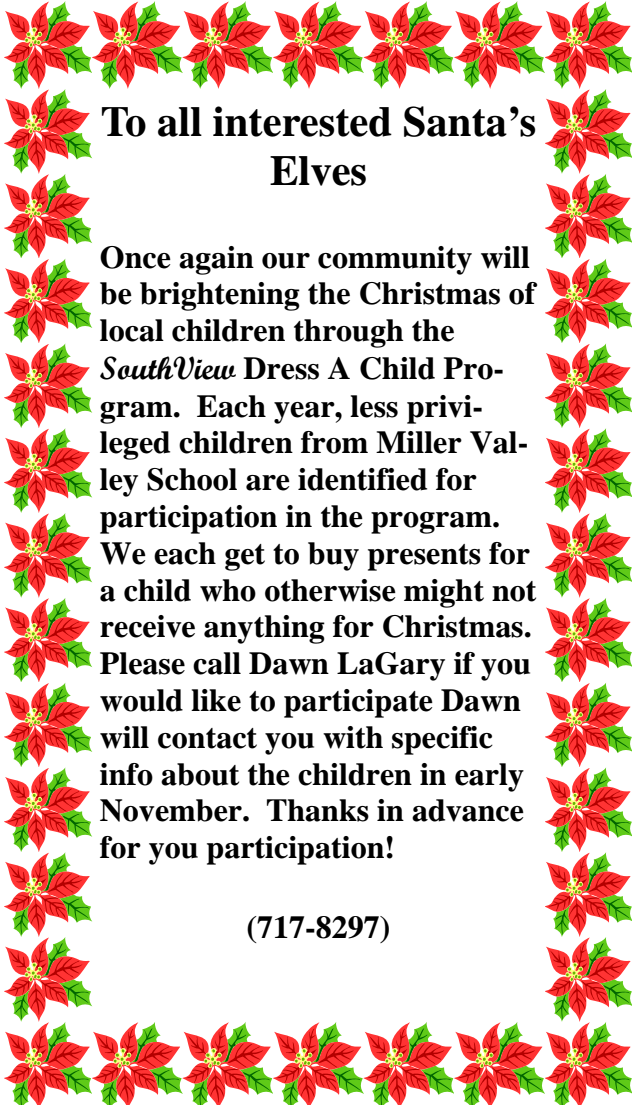 To all interested Santa's
Elves
Once again our community will
be brightening the Christmas of
local children through the
SouthView Dress A Child Pro-
gram.  Each year, less privi-
leged children from Miller Val-
ley School are identified for
participation in the program.
We each get to buy presents for
a child who otherwise might not
receive anything for Christmas.
Please call Dawn LaGary if you
would like to participate Dawn
will contact you with specific
info about the children in early
November.  Thanks in advance
for you participation!
(717-8297)